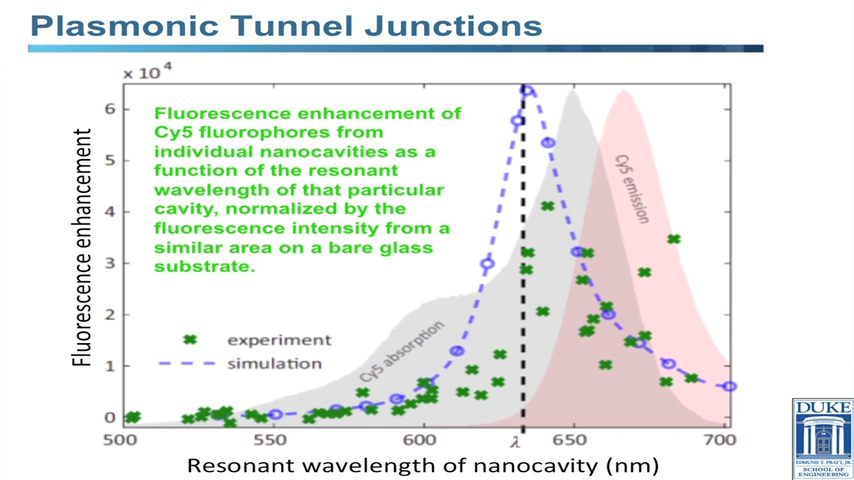 Plasmonic Tunnel Junctions
x 10⁴
Fluorescence enhancement of
Cy5 fluorophores from
individual nanocavities as a
function of the resonant
wavelength of that particular
cavity, normalized by the
fluorescence intensity from a
similar area on a bare glass
substrate.
Fluorescence enhancement
6
5
4
3
2
1
0
Cy5 absorption
Cy5 emission
experiment
simulation
500
550
600
λ
650
700
Resonant wavelength of nanocavity (nm)
DUKE
EDMUND T. PRATT, JR.
SCHOOL OF
ENGINEERING